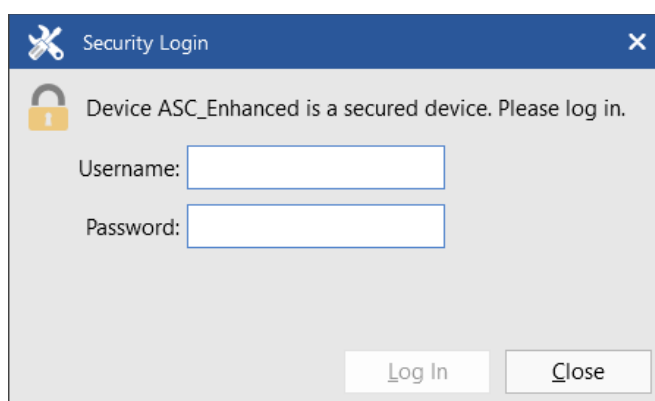 Security Login
Device ASC_Enhanced is a secured device. Please log in.
Username:
Password:
Log In
Close